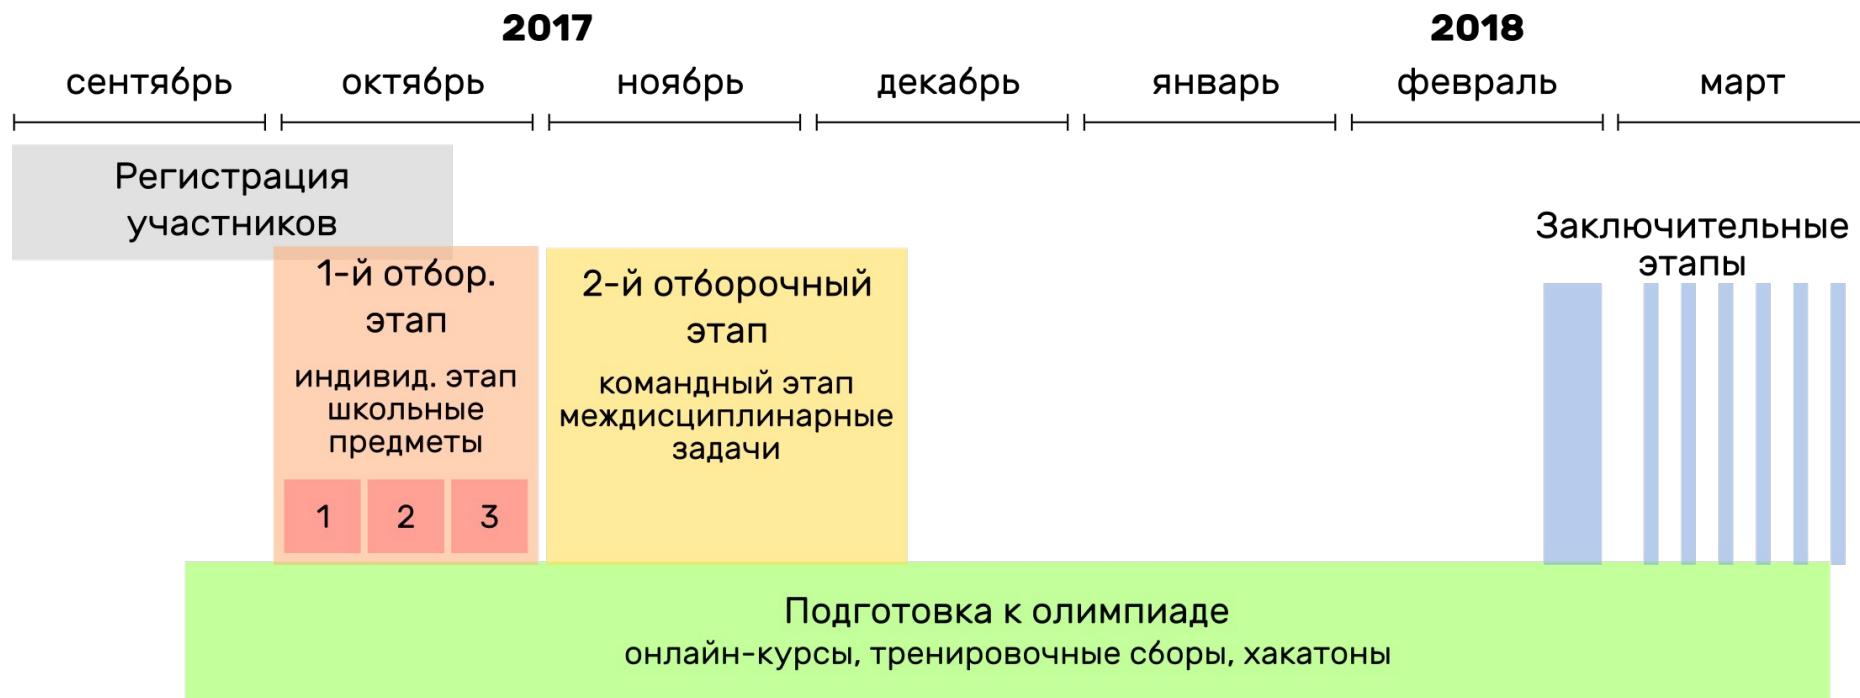 2017
2018
сентябрь
октябрь
ноябрь
декабрь
январь
февраль
март
Регистрация
участников
1-й отбор.
этап
индивид. этап
школьные
предметы
1
2
3
2-й отборочный
этап
командный этап
междисциплинарные
задачи
Заключительные
этапы
Подготовка к олимпиаде
онлайн-курсы, тренировочные сборы, хакатоны